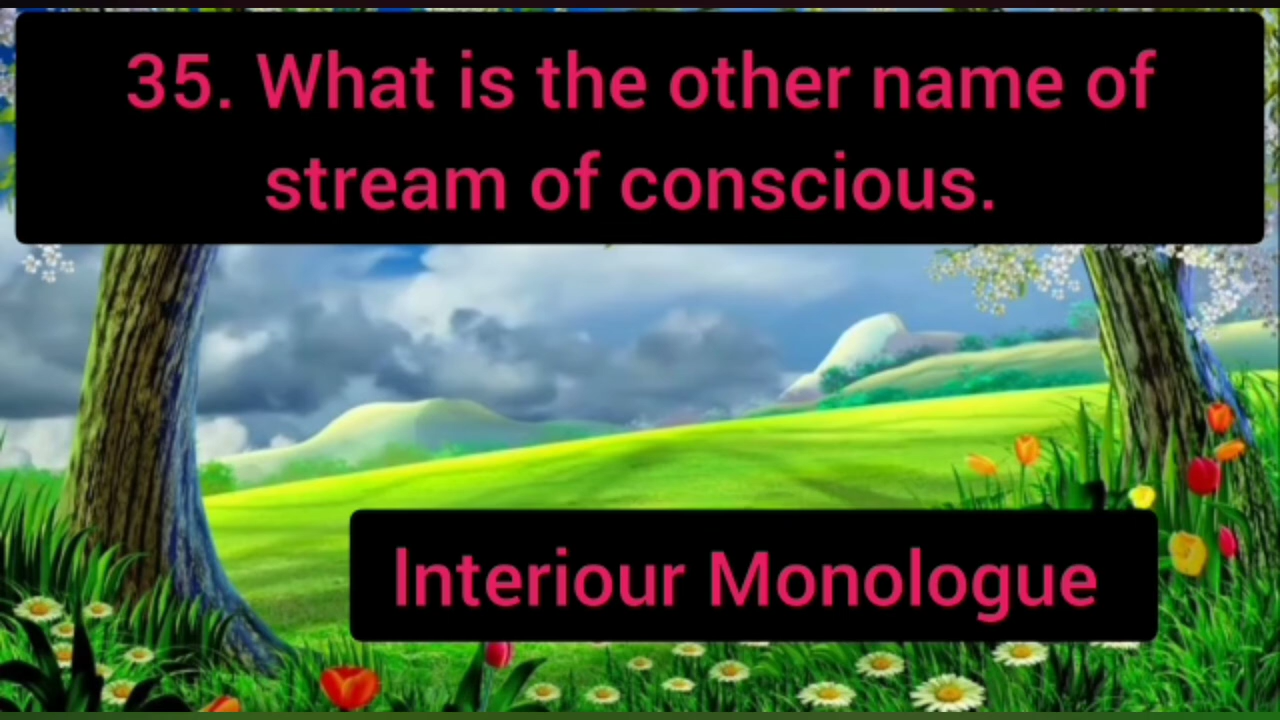 35. What is the other name of
stream of conscious.
Interiour Monologue